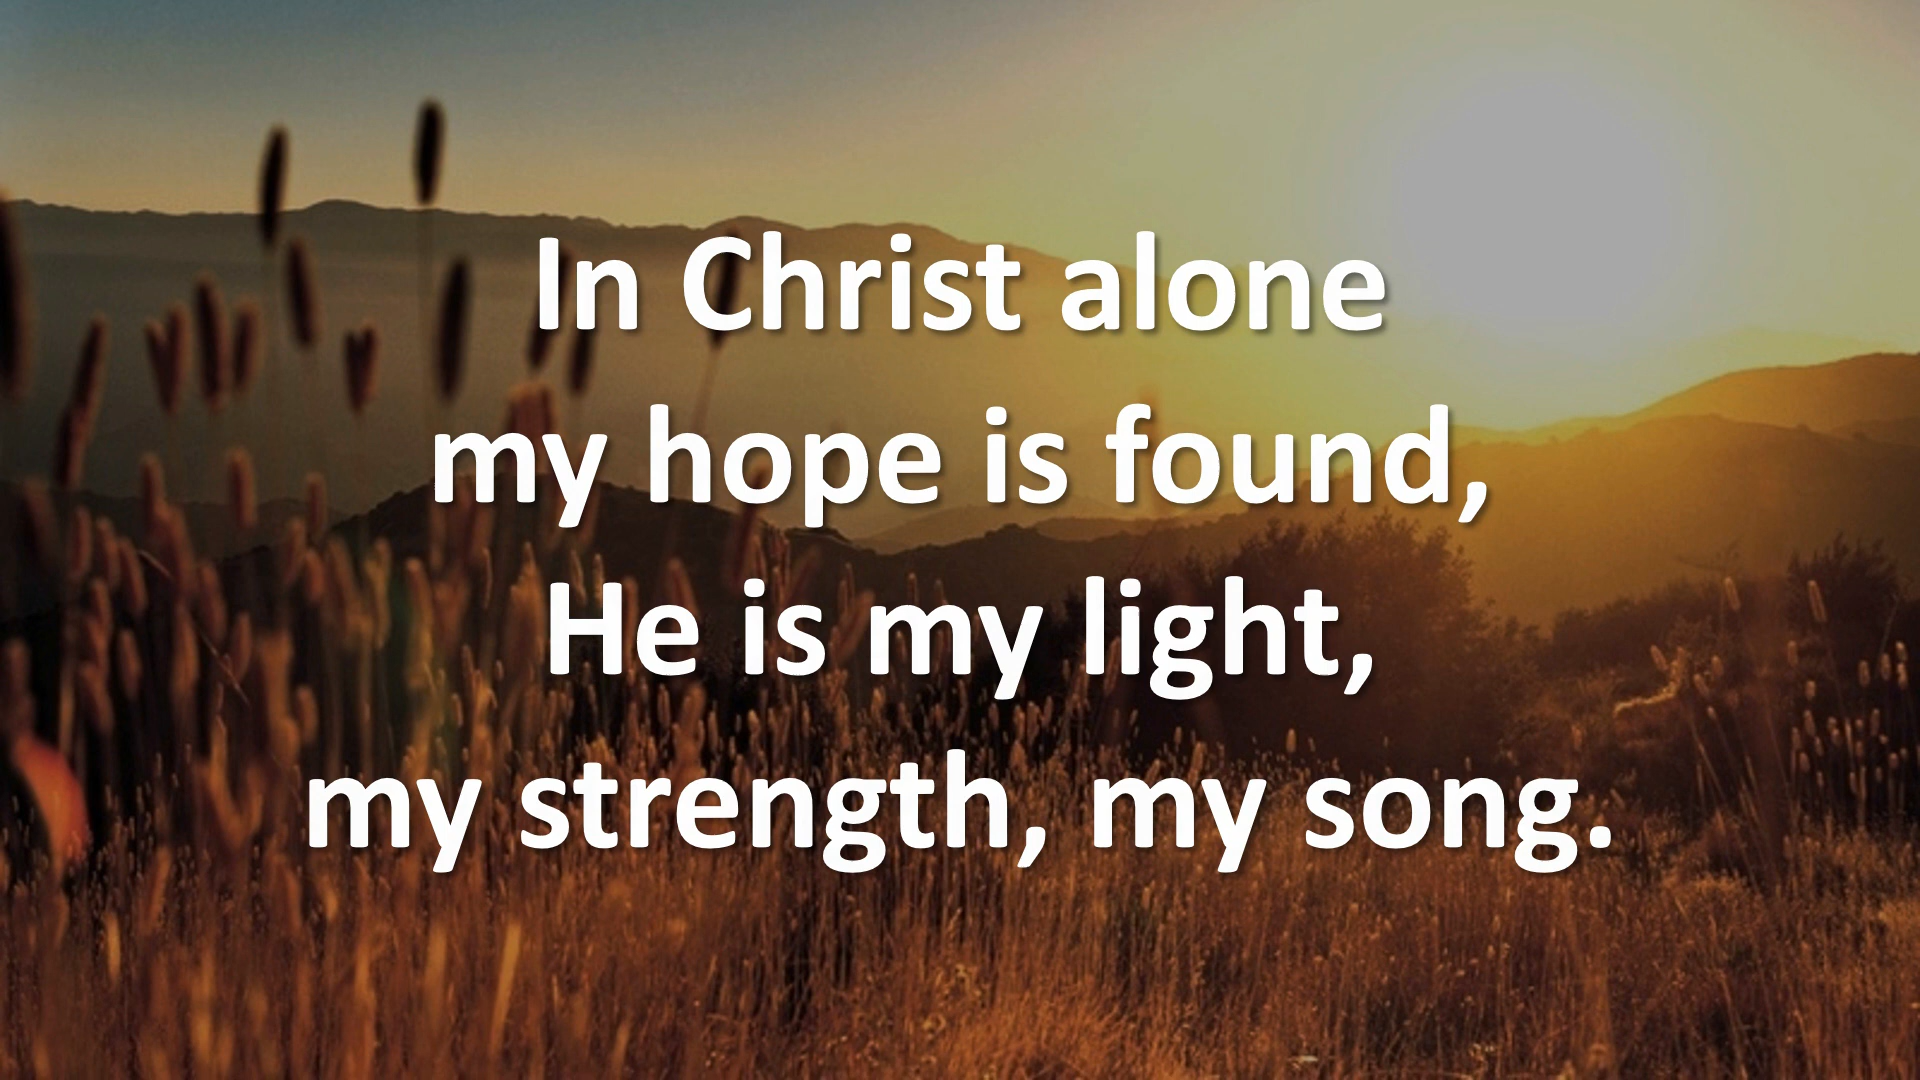 In Christ alone
my hope is found,
He is my light,
my strength, my song.